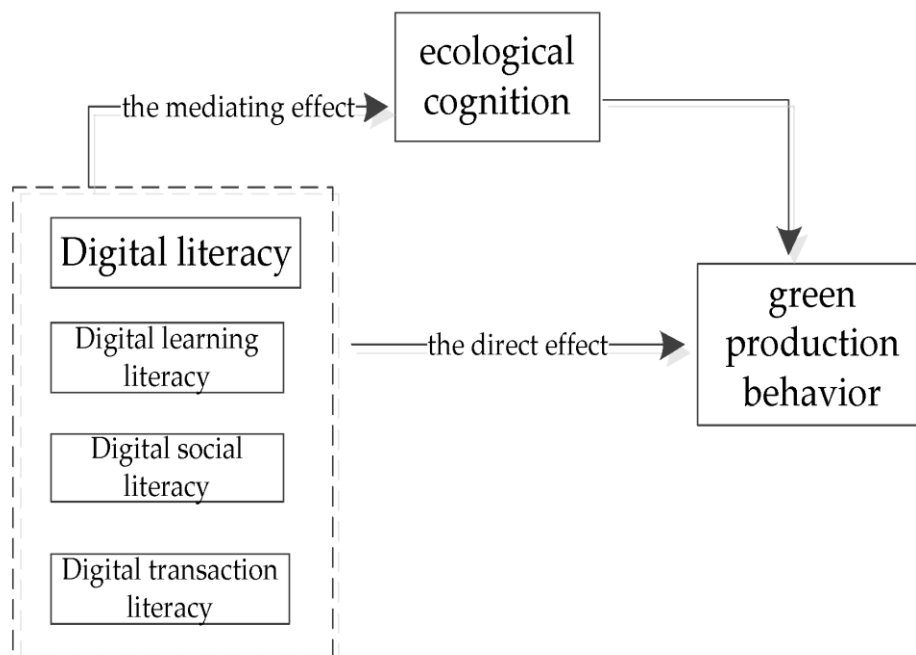 ecological
cognition
the mediating effect
Digital literacy
Digital learning
literacy
Digital social
literacy
Digital transaction
literacy
the direct effect
green
production
behavior